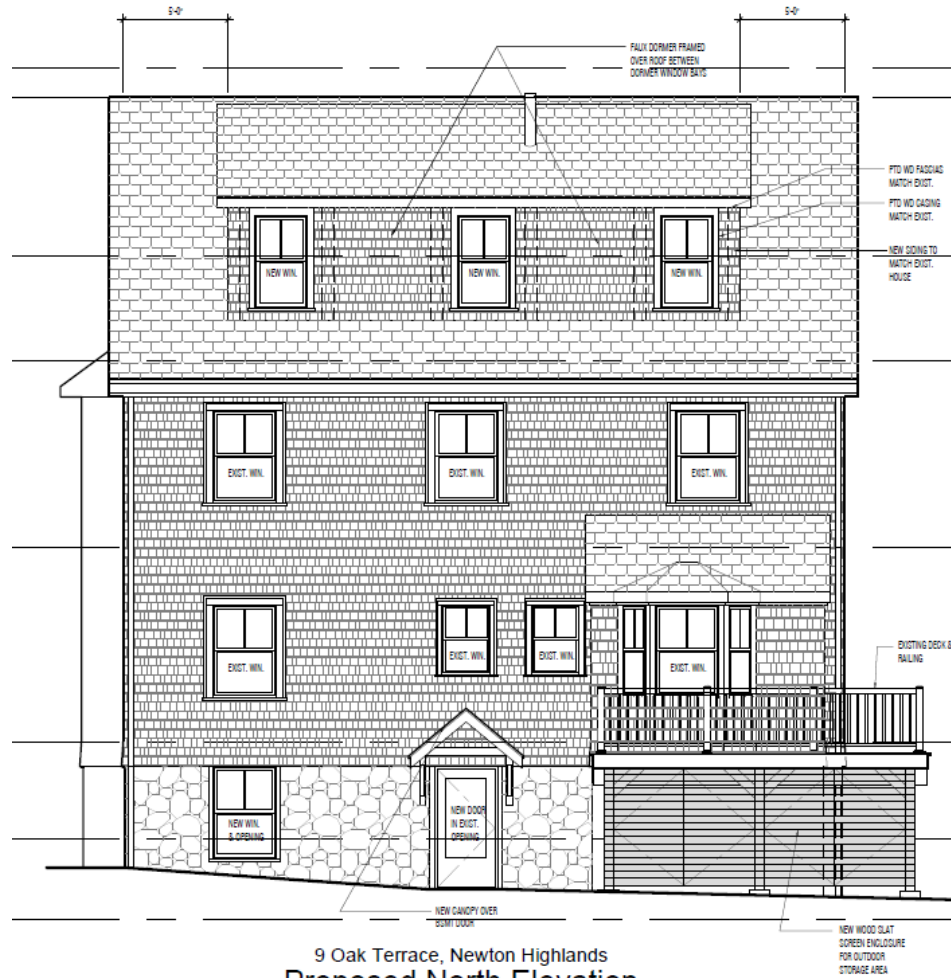 5'-0"
5'-0"
FAUX DORMER FRAMED
OVER ROOF BETWEEN
DORMER WINDOW BAYS
PTD WD FASCIAS
MATCH EXIST.
PTD WD CASING
MATCH EXIST.
NEW SIDING TO
MATCH EXIST.
HOUSE
NEW WIN.
NEW WIN.
NEW WIN.
EXIST. WIN.
EXIST. WIN.
EXIST. WIN.
EXIST. WIN.
EXIST. WIN.
EXIST. WIN.
EXIST. WIN.
EXISTING DECK &
RAILING
NEW WIN.
& OPENING
NEW DOOR
IN EXIST.
OPENING
NEW CANOPY OVER
BSMT DOOR
NEW WOOD SLAT
SCREEN ENCLOSURE
FOR OUTDOOR
STORAGE AREA
9 Oak Terrace, Newton Highlands
Proposed North Elevation